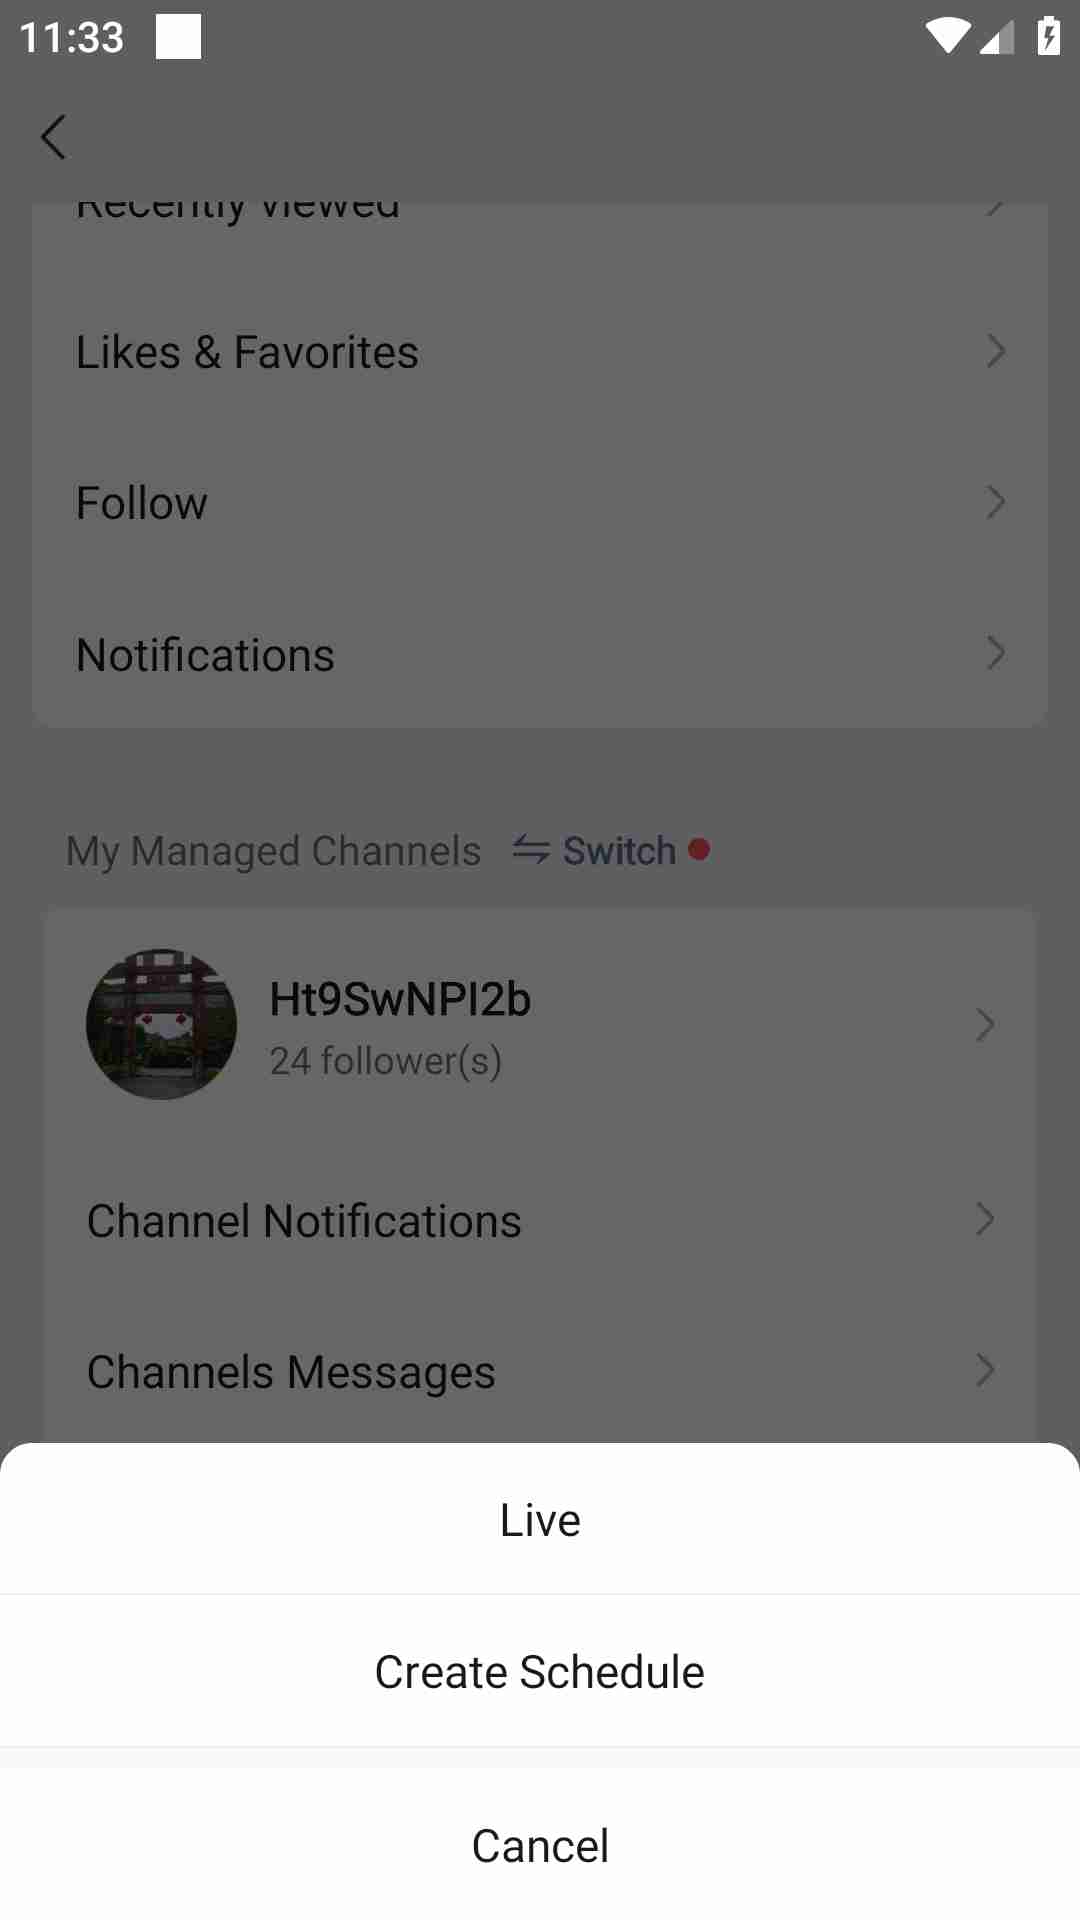 11:33
Recently viewed
Likes & Favorites
Follow
Notifications
My Managed Channels Switch
Ht9SwNPI2b
24 follower(s)
Channel Notifications
Channels Messages
Live
Create Schedule
Cancel